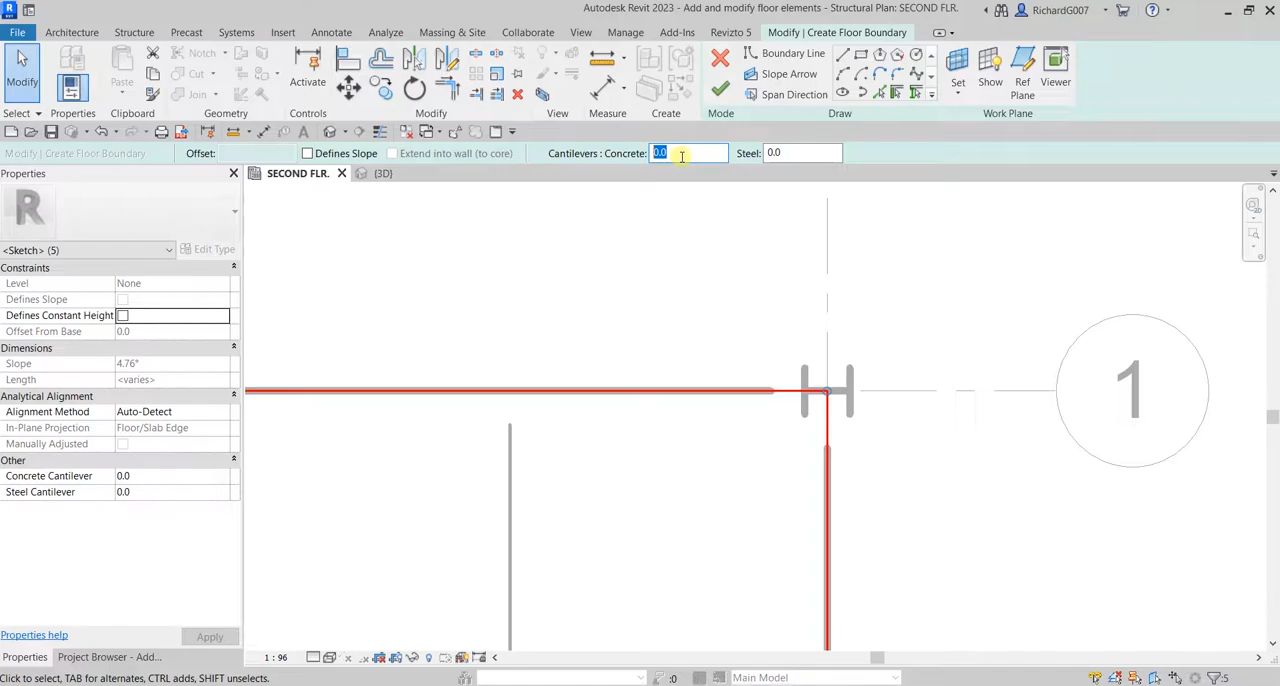 Autodesk Revit 2023 - Add and modify floor elements - Structural Plan: SECOND FLR.
RichardG007
File Architecture Structure Precast Systems Insert Annotate Analyze Massing & Site Collaborate View Manage Add-Ins Revizto 5 Modify | Create Floor Boundary
Modify
Paste
Notch
Cut
Join
Activate
Boundary Line
Slope Arrow
Span Direction
Set
Show
Ref
Plane
Viewer
Select Properties Clipboard Geometry Controls Modify View Measure Create Mode Draw Work Plane
Modify | Create Floor Boundary Offset: Defines Slope Extend into wall (to core) Cantilevers : Concrete: 0.0 Steel: 0.0
Properties
SECOND FLR. (3D)
R
<Sketch> (5) Edit Type
Constraints
Level None
Defines Slope
Defines Constant Height
Offset From Base 0.0
Dimensions
Slope 4.76°
Length <varies>
Analytical Alignment
Alignment Method Auto-Detect
In-Plane Projection Floor/Slab Edge
Manually Adjusted
Other
Concrete Cantilever 0.0
Steel Cantilever 0.0
1
Properties help Apply
Properties Project Browser - Add...
1 : 96
Click to select, TAB for alternates, CTRL adds, SHIFT unselects.
:0
Main Model
:5